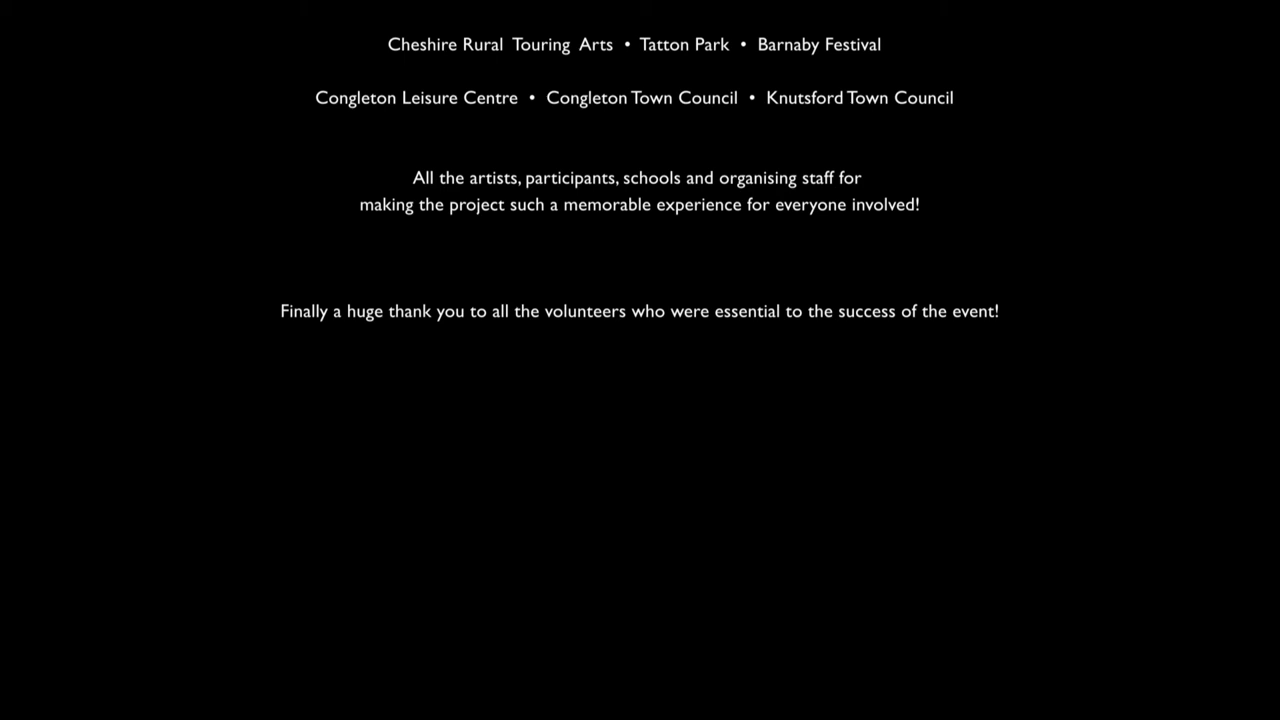 Cheshire Rural Touring Arts • Tatton Park • Barnaby Festival
Congleton Leisure Centre • Congleton Town Council • Knutsford Town Council
All the artists, participants, schools and organising staff for
making the project such a memorable experience for everyone involved!
Finally a huge thank you to all the volunteers who were essential to the success of the event!